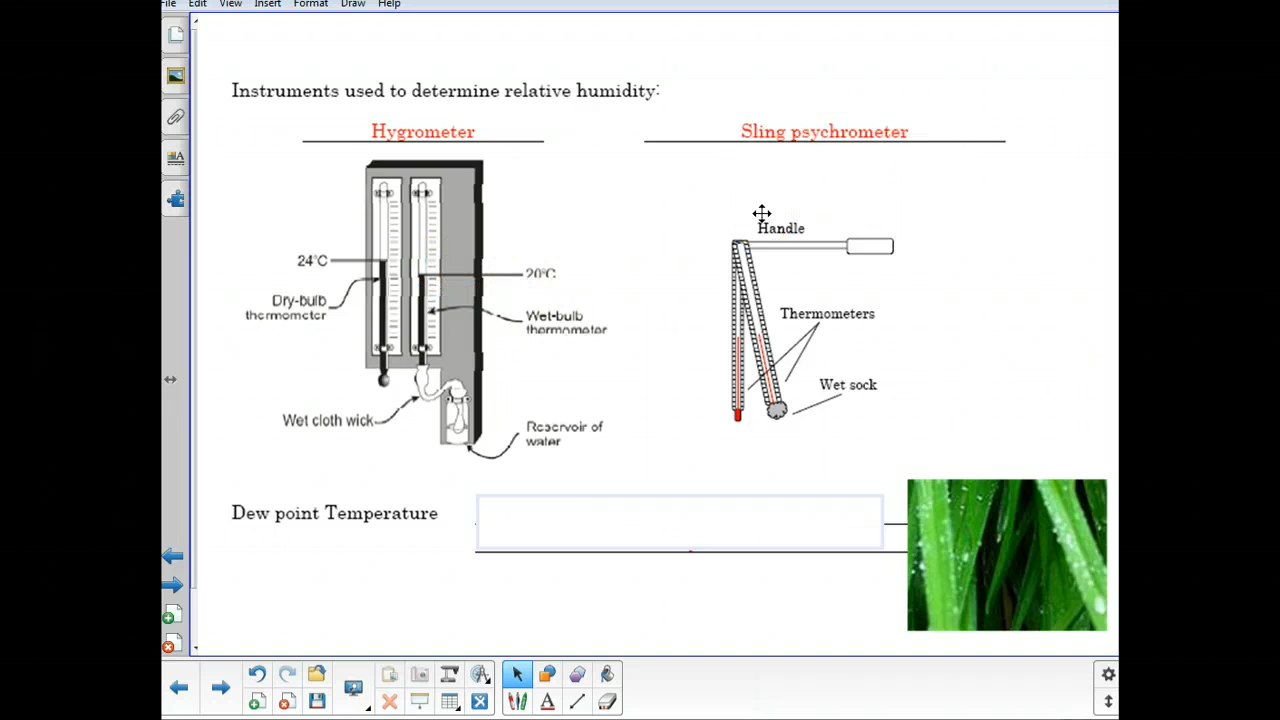 File Edit View Insert Format Draw Help
Instruments used to determine relative humidity:
Hygrometer
Sling psychrometer
Handle
24°C
20°C
Dry-bulb
thermometer
Wet-bulb
thermometer
Thermometers
Wet sock
Wet cloth wick
Reservoir of
water
Dew point Temperature